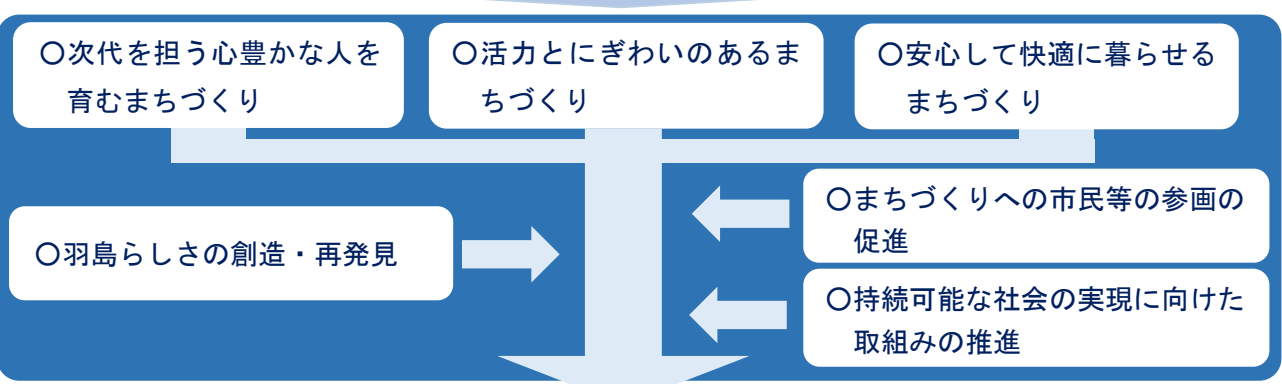 〇次代を担う心豊かな人を
育むまちづくり
〇活力とにぎわいのあるま
ちづくり
〇安心して快適に暮らせる
まちづくり
〇羽島らしさの創造・再発見
〇まちづくりへの市民等の参画の
促進
〇持続可能な社会の実現に向けた
取組みの推進